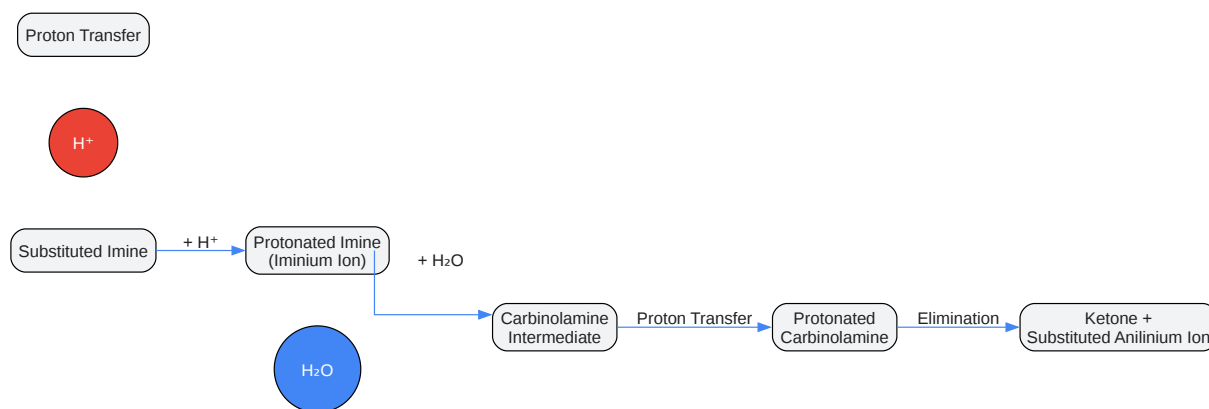 Proton Transfer
H⁺
Substituted Imine
+ H⁺
Protonated Imine
(Iminium Ion)
+ H₂O
Carbinolamine
Intermediate
Proton Transfer
Protonated
Carbinolamine
Elimination
Ketone +
Substituted Anilinium Ion
H₂O